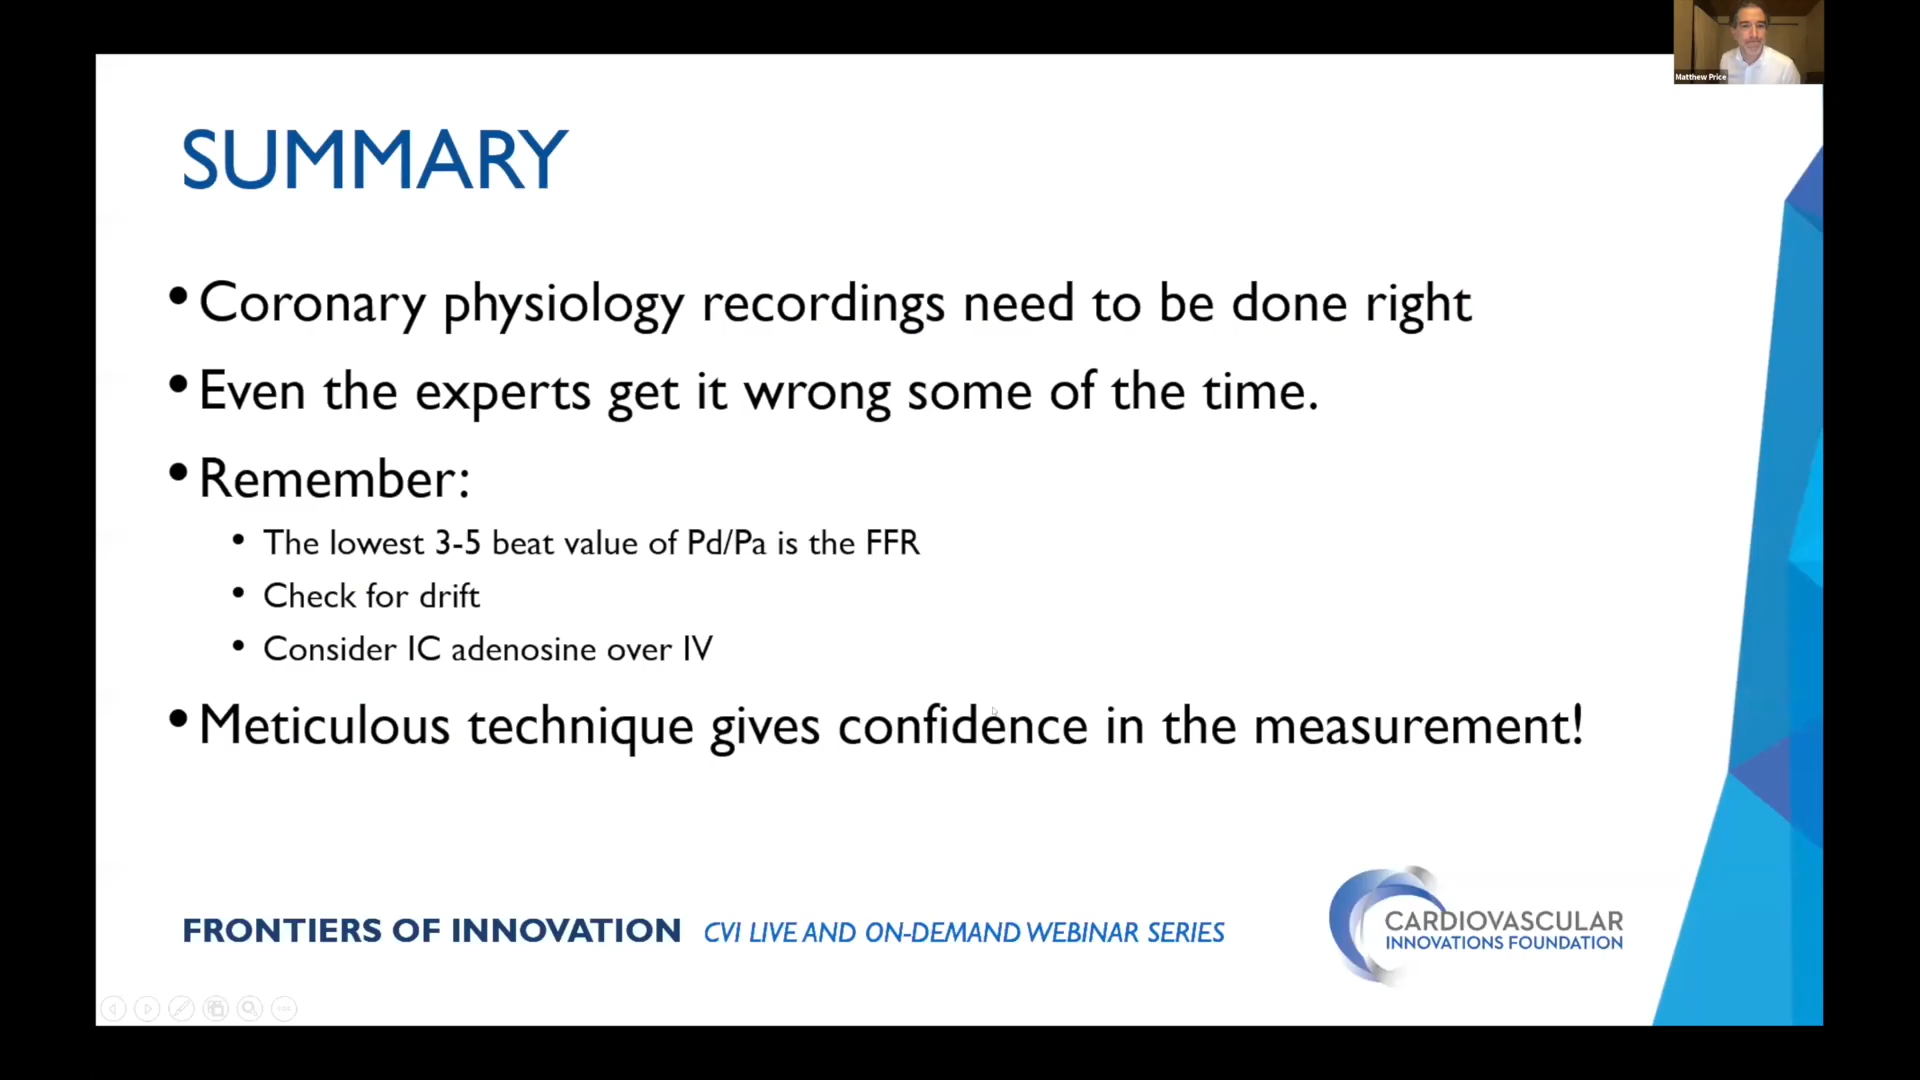 Matthew Price
SUMMARY
• Coronary physiology recordings need to be done right
• Even the experts get it wrong some of the time.
• Remember:
• The lowest 3-5 beat value of Pd/Pa is the FFR
• Check for drift
• Consider IC adenosine over IV
• Meticulous technique gives confidence in the measurement!
FRONTIERS OF INNOVATION CVI LIVE AND ON-DEMAND WEBINAR SERIES
CARDIOVASCULAR
INNOVATIONS FOUNDATION